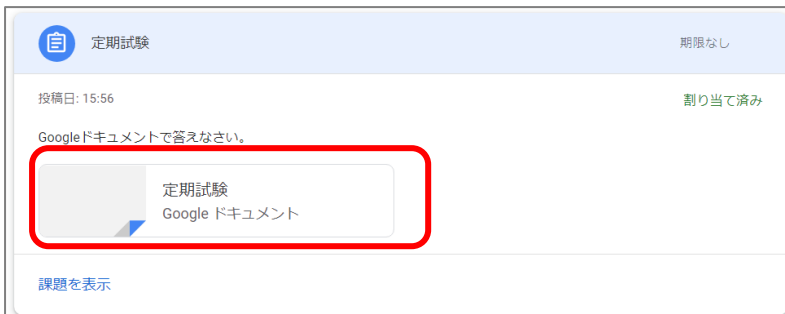 定期試験
期限なし
投稿日: 15:56
割り当て済み
Googleドキュメントで答えなさい。
定期試験
Google ドキュメント
課題を表示